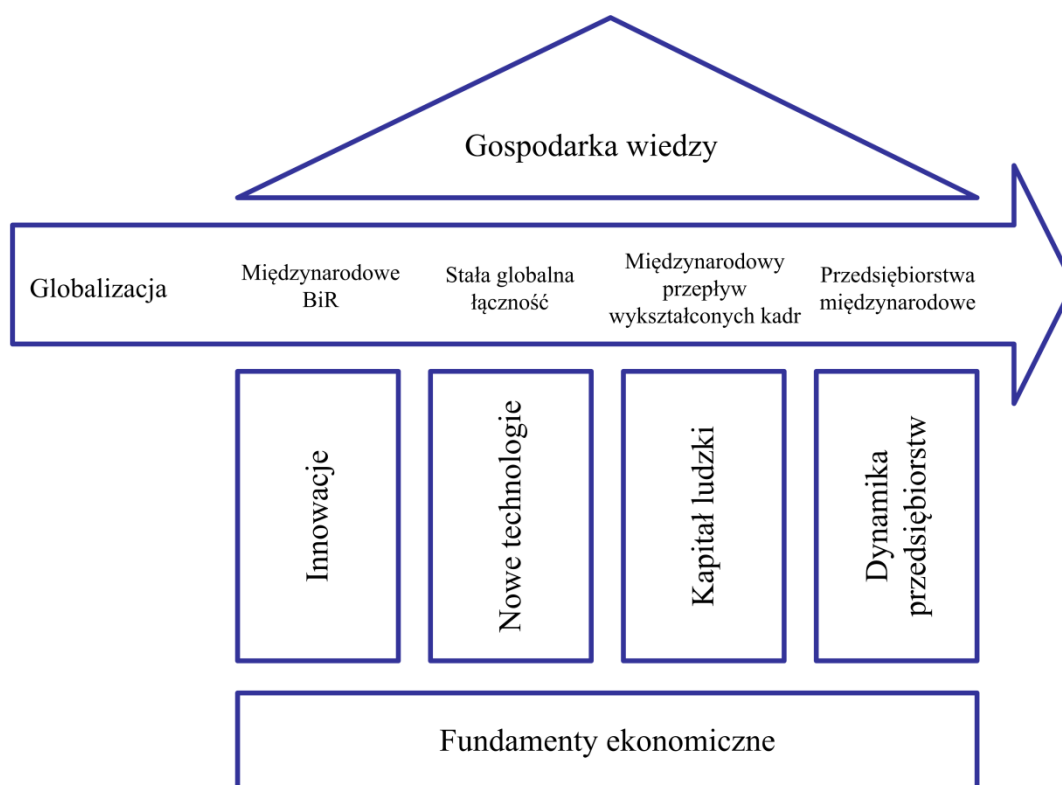 Gospodarka wiedzy
Globalizacja
Międzynarodowe
BiR
Stała globalna
łączność
Międzynarodowy
przepływ
wykształconych kadr
Przedsiębiorstwa
międzynarodowe
Innowacje
Nowe technologie
Kapitał ludzki
Dynamika
przedsiębiorstw
Fundamenty ekonomiczne